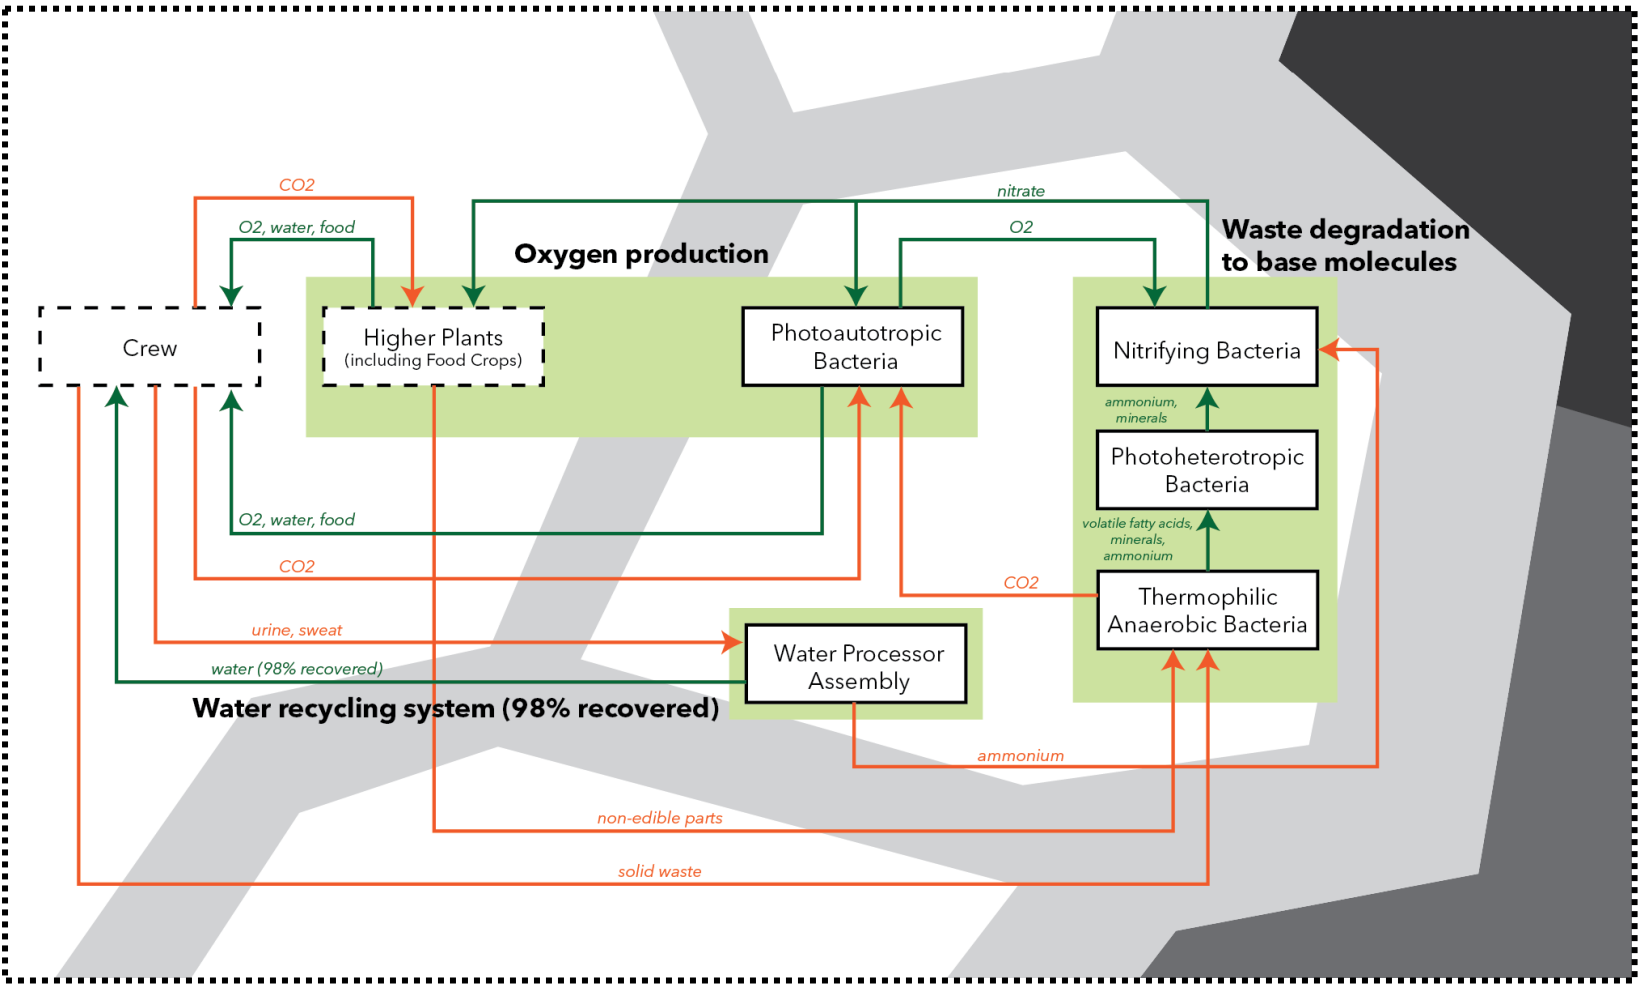 CO2
nitrate
O2, water, food
O2
Waste degradation
to base molecules
Oxygen production
Crew
Higher Plants
(including Food Crops)
Photoautotropic
Bacteria
Nitrifying Bacteria
ammonium,
minerals
Photoheterotropic
Bacteria
O2, water, food
volatile fatty acids,
minerals,
ammonium
CO2
CO2
Thermophilic
Anaerobic Bacteria
urine, sweat
water (98% recovered)
Water Processor
Assembly
Water recycling system (98% recovered)
ammonium
non-edible parts
solid waste